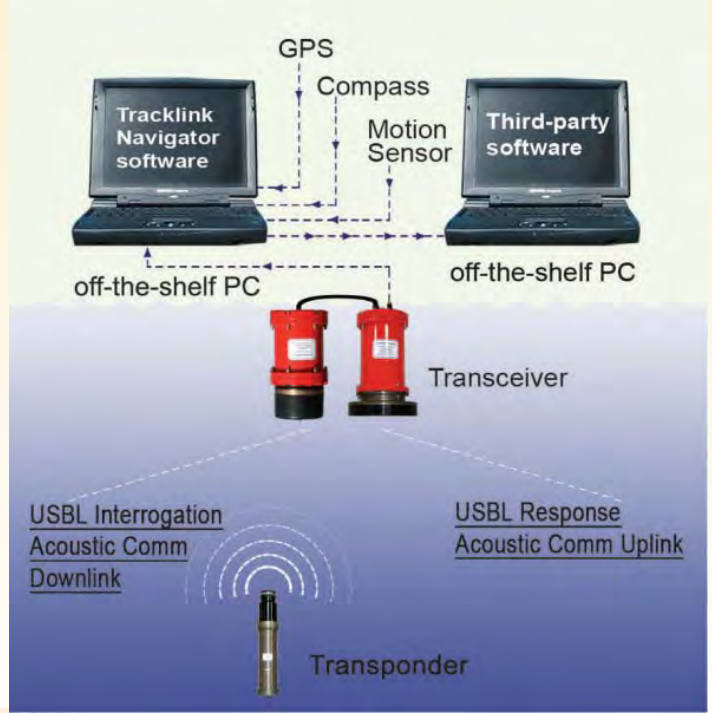 GPS
Compass
Motion
Sensor
Tracklink
Navigator
software
Third-party
software
off-the-shelf PC
off-the-shelf PC
Transceiver
USBL Interrogation
Acoustic Comm
Downlink
USBL Response
Acoustic Comm Uplink
Transponder